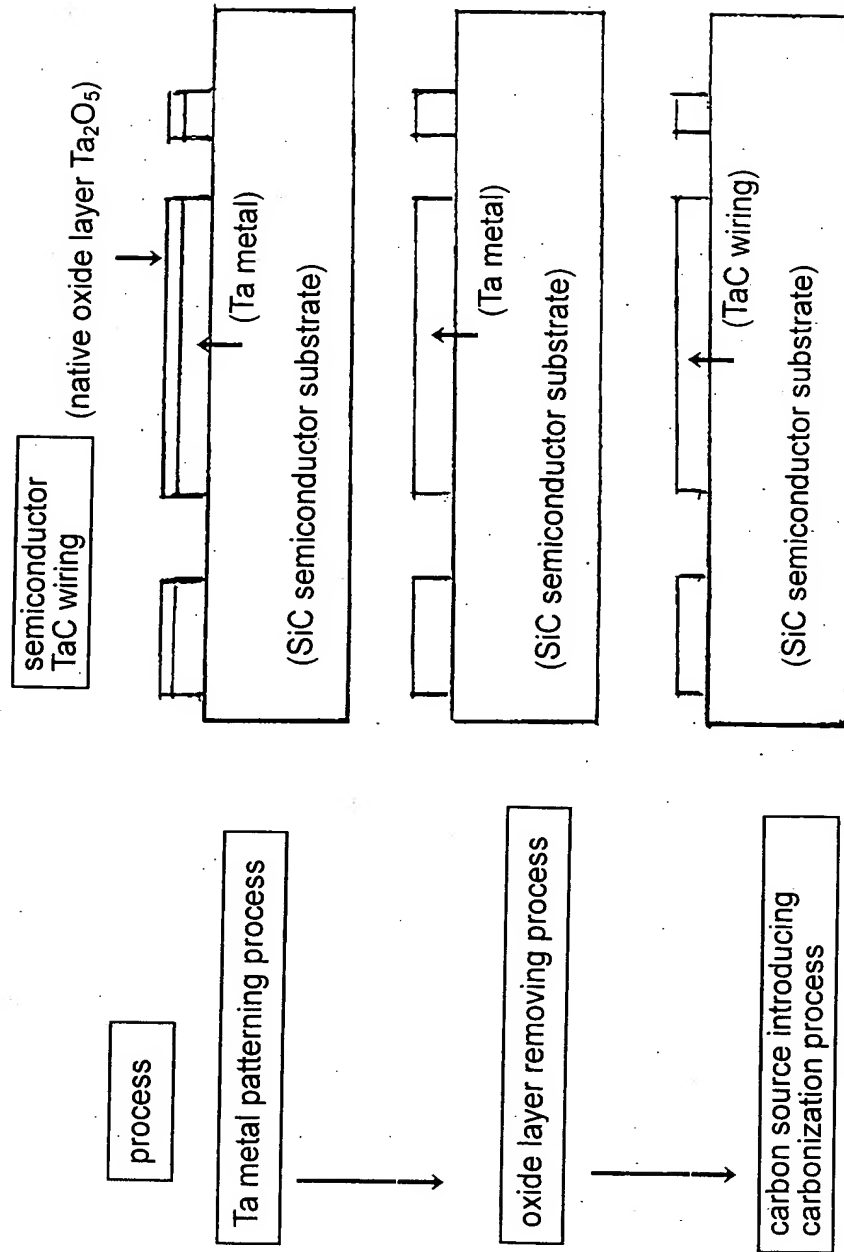 process
semiconductor
TaC wiring
(native oxide layer Ta₂O₅)
Ta metal patterning process
(Ta metal)
(SiC semiconductor substrate)
oxide layer removing process
(Ta metal)
(SiC semiconductor substrate)
carbon source introducing
carbonization process
(TaC wiring)
(SiC semiconductor substrate)